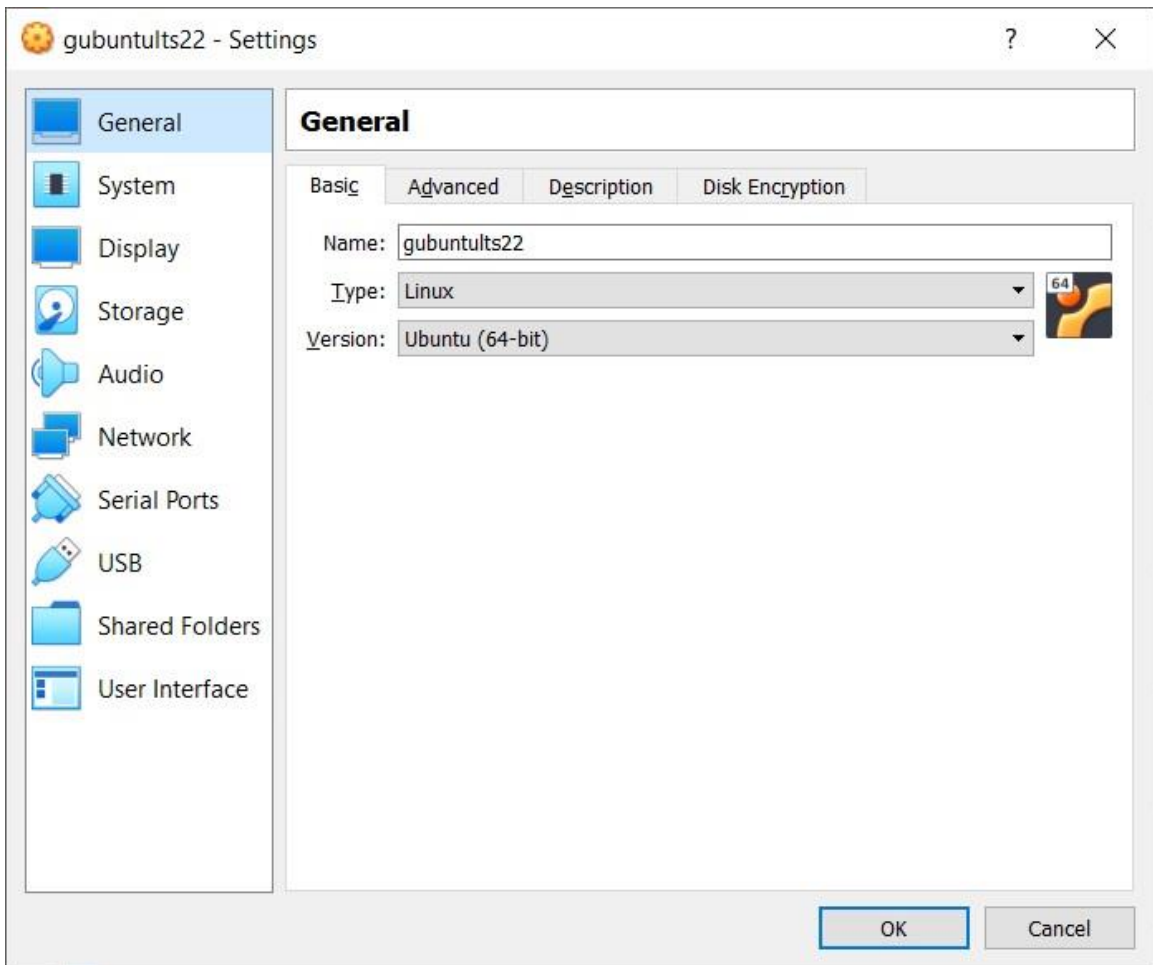 gubuntults22 - Settings
?
General
System
Display
Storage
Audio
Network
Serial Ports
USB
Shared Folders
User Interface
General
Basic
Advanced
Description
Disk Encryption
Name: gubuntults22
Type: Linux
64
Version: Ubuntu (64-bit)
OK
Cancel